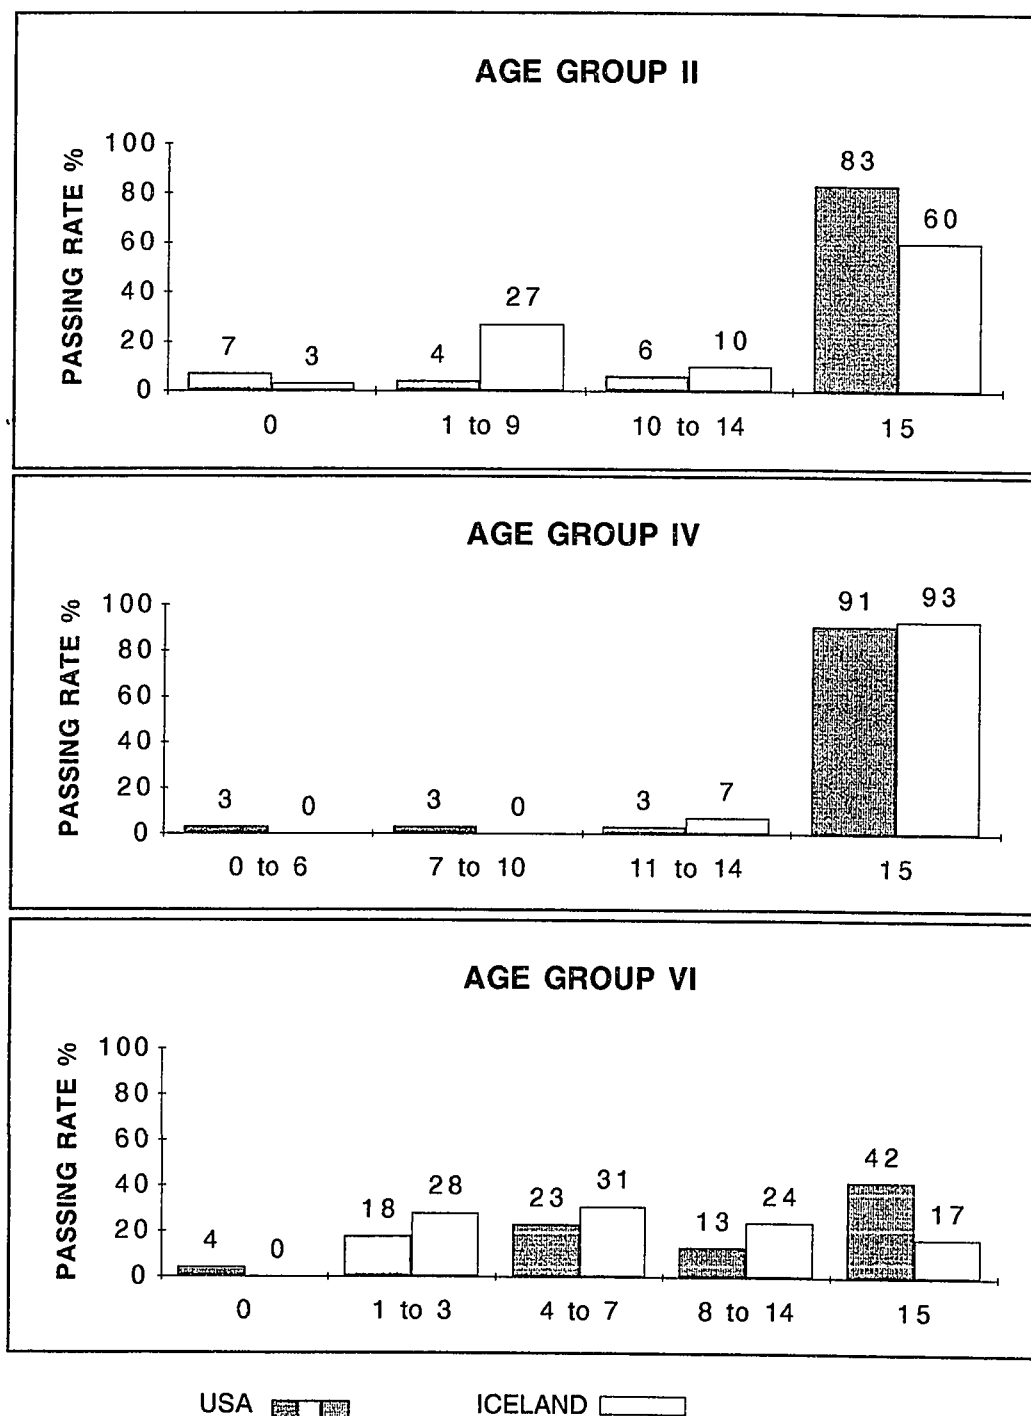 AGE GROUP II
PASSING RATE %
100
80
60
40
20
0
7 3 4 27 6 10 83 60
0 1 to 9 10 to 14 15
AGE GROUP IV
PASSING RATE %
100
80
60
40
20
0
3 0 3 0 3 7 91 93
0 to 6 7 to 10 11 to 14 15
AGE GROUP VI
PASSING RATE %
100
80
60
40
20
0
4 0 18 28 23 31 13 24 42 17
0 1 to 3 4 to 7 8 to 14 15
USA ICELAND